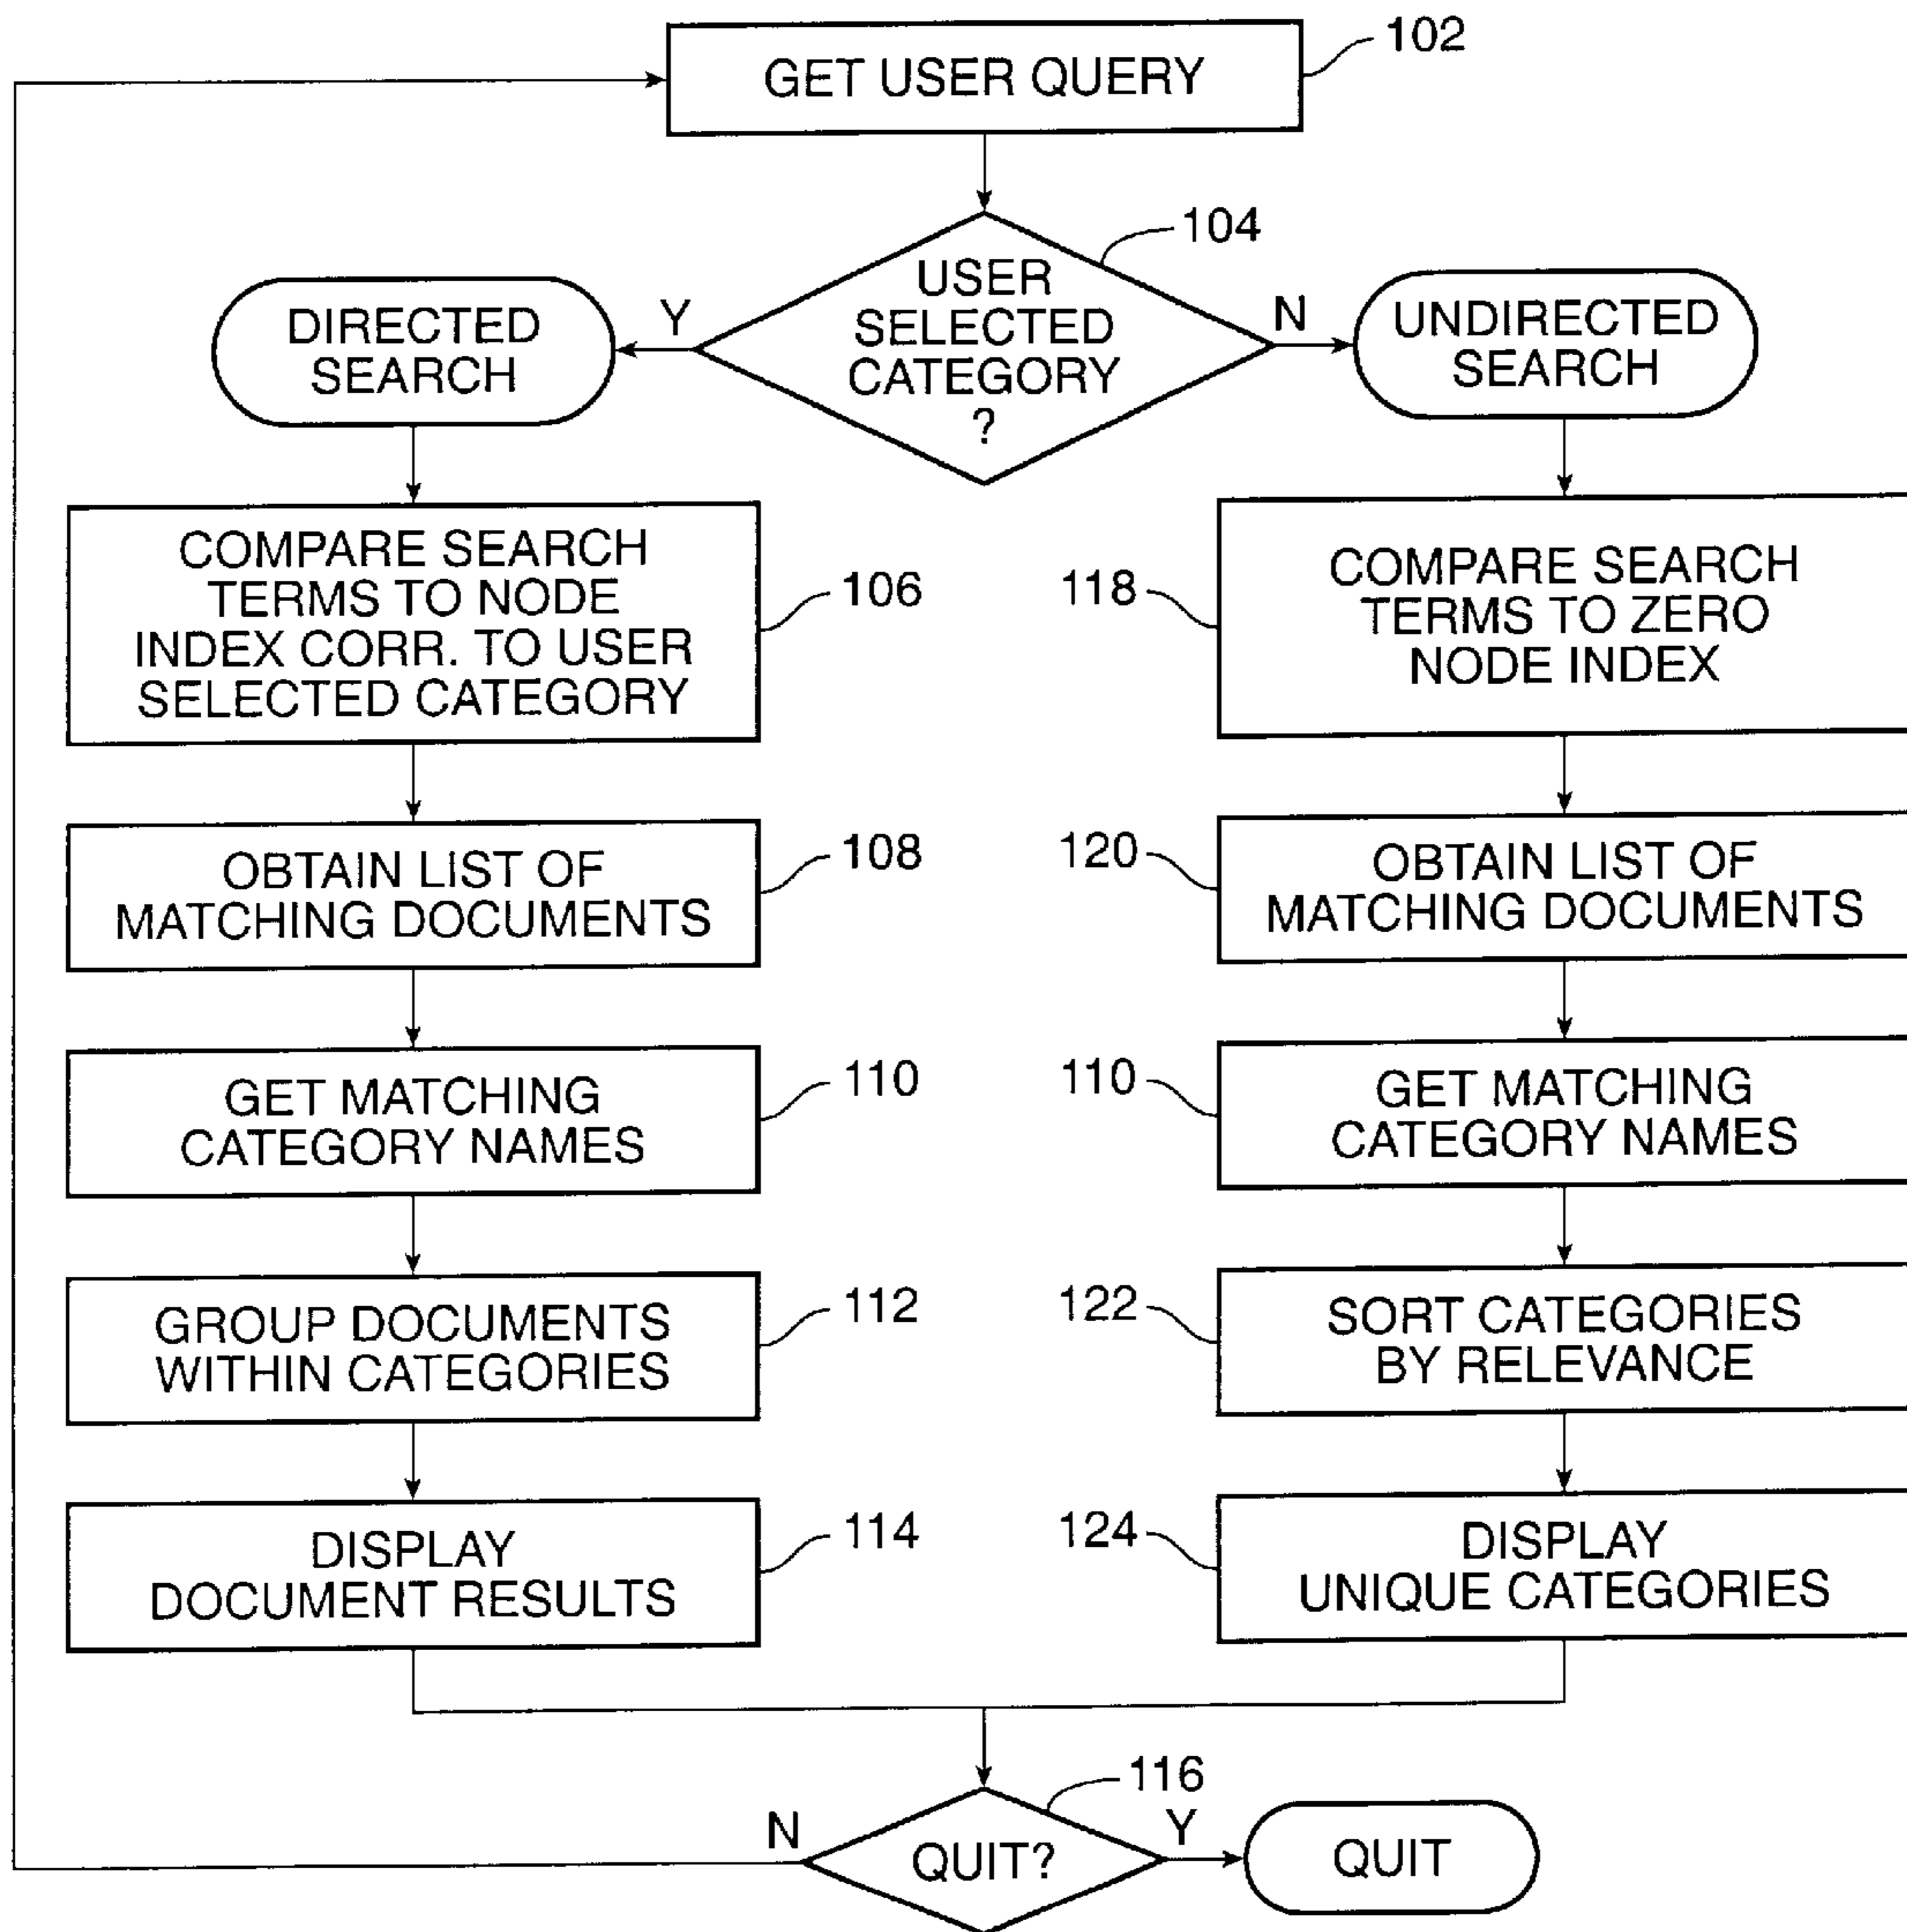 GET USER QUERY
102
104
USER
SELECTED
CATEGORY
?
Y
N
DIRECTED
SEARCH
UNDIRECTED
SEARCH
COMPARE SEARCH
TERMS TO NODE
INDEX CORR. TO USER
SELECTED CATEGORY
106
118
COMPARE SEARCH
TERMS TO ZERO
NODE INDEX
OBTAIN LIST OF
MATCHING DOCUMENTS
108
120
OBTAIN LIST OF
MATCHING DOCUMENTS
GET MATCHING
CATEGORY NAMES
110
110
GET MATCHING
CATEGORY NAMES
GROUP DOCUMENTS
WITHIN CATEGORIES
112
122
SORT CATEGORIES
BY RELEVANCE
DISPLAY
DOCUMENT RESULTS
114
124
DISPLAY
UNIQUE CATEGORIES
116
N
QUIT?
Y
QUIT